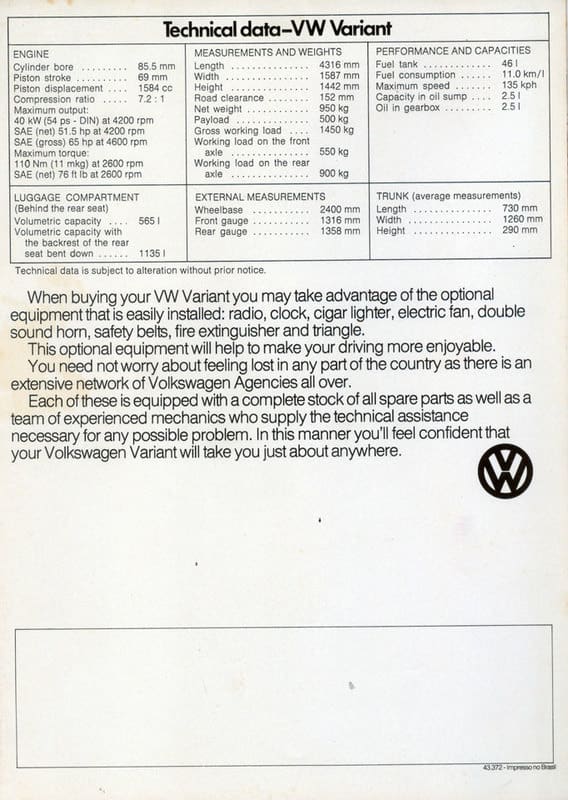 Technical data–VW Variant
ENGINE
Cylinder bore ......... 85.5 mm
Piston stroke .......... 69 mm
Piston displacement .... 1584 cc
Compression ratio ..... 7.2 : 1
Maximum output:
40 kW (54 ps - DIN) at 4200 rpm
SAE (net) 51.5 hp at 4600 rpm
SAE (gross) 65 hp at 4600 rpm
Maximum torque:
110 Nm (11 mkg) at 2600 rpm
SAE (net) 76 ft lb at 2600 rpm
MEASUREMENTS AND WEIGHTS
Length ............... 4316 mm
Width ................ 1587 mm
Height ............... 1442 mm
Road clearance ........ 152 mm
Net weight ............ 950 kg
Payload .............. 500 kg
Gross working load .... 1450 kg
Working load on the front
axle ............... 550 kg
Working load on the rear
axle ............... 900 kg
PERFORMANCE AND CAPACITIES
Fuel tank ............. 46 l
Fuel consumption ...... 11.0 km/l
Maximum speed ....... 135 kph
Capacity in oil sump .... 2.5 l
Oil in gearbox .......... 2.5 l
LUGGAGE COMPARTMENT
(Behind the rear seat)
Volumetric capacity .... 565 l
Volumetric capacity with
the backrest of the rear
seat bent down ...... 1135 l
EXTERNAL MEASUREMENTS
Wheelbase ........... 2400 mm
Front gauge ........... 1316 mm
Rear gauge ............ 1358 mm
TRUNK (average measurements)
Length ............... 730 mm
Width ............... 1260 mm
Height ............... 290 mm
Technical data is subject to alteration without prior notice.
When buying your VW Variant you may take advantage of the optional
equipment that is easily installed: radio, clock, cigar lighter, electric fan, double
sound horn, safety belts, fire extinguisher and triangle.
This optional equipment will help to make your driving more enjoyable.
You need not worry about feeling lost in any part of the country as there is an
extensive network of Volkswagen Agencies all over.
Each of these is equipped with a complete stock of all spare parts as well as a
team of experienced mechanics who supply the technical assistance
necessary for any possible problem. In this manner you'll feel confident that
your Volkswagen Variant will take you just about anywhere.
VW
43.372 - Impresso no Brasil